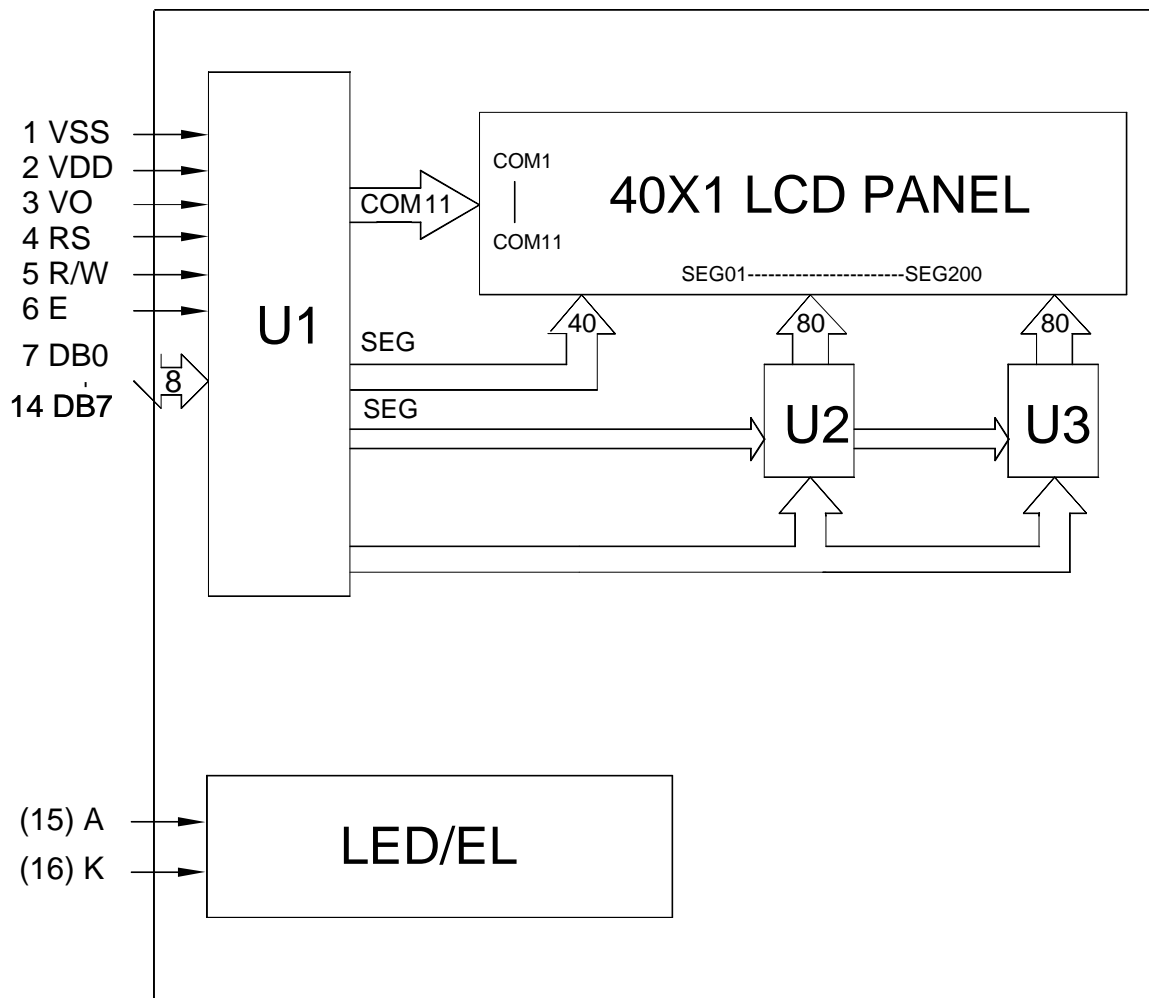 1 VSS
2 VDD
3 VO
4 RS
5 R/W
6 E
7 DB0
14 DB7
8
U1
COM11
COM1
COM11
40X1 LCD PANEL
SEG01----------------------SEG200
SEG
40
80
80
SEG
U2
U3
(15) A
(16) K
LED/EL